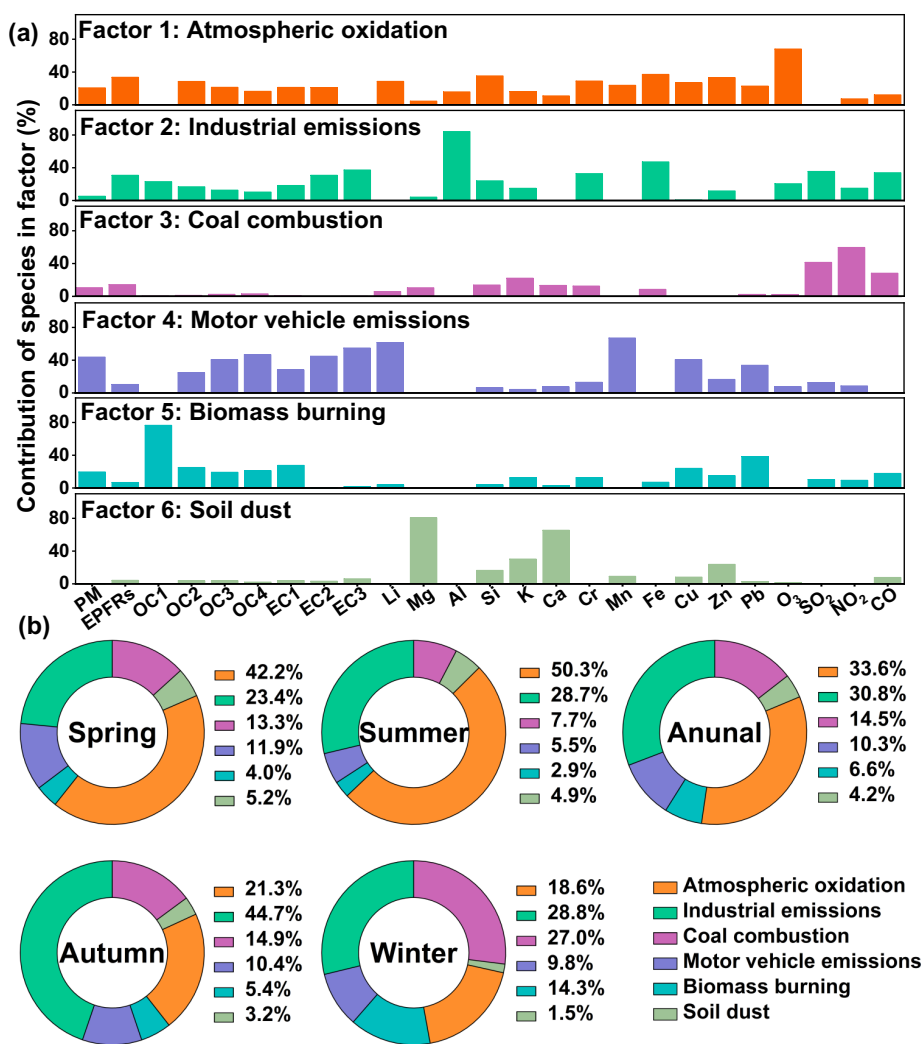 (a)
Contribution of species in factor (%)
Factor 1: Atmospheric oxidation
80
40
0
Factor 2: Industrial emissions
80
40
0
Factor 3: Coal combustion
80
40
0
Factor 4: Motor vehicle emissions
80
40
0
Factor 5: Biomass burning
80
40
0
Factor 6: Soil dust
80
40
0
PM EPFRs OC1 OC2 OC3 OC4 EC1 EC2 EC3 Li Mg Al Si K Ca Cr Mn Fe Cu Zn Pb O₃ SO₂ NO₂ CO
(b)
Spring
42.2%
23.4%
13.3%
11.9%
4.0%
5.2%
Summer
50.3%
28.7%
7.7%
5.5%
2.9%
4.9%
Anunal
33.6%
30.8%
14.5%
10.3%
6.6%
4.2%
Autumn
21.3%
44.7%
14.9%
10.4%
5.4%
3.2%
Winter
18.6%
28.8%
27.0%
9.8%
14.3%
1.5%
Atmospheric oxidation
Industrial emissions
Coal combustion
Motor vehicle emissions
Biomass burning
Soil dust